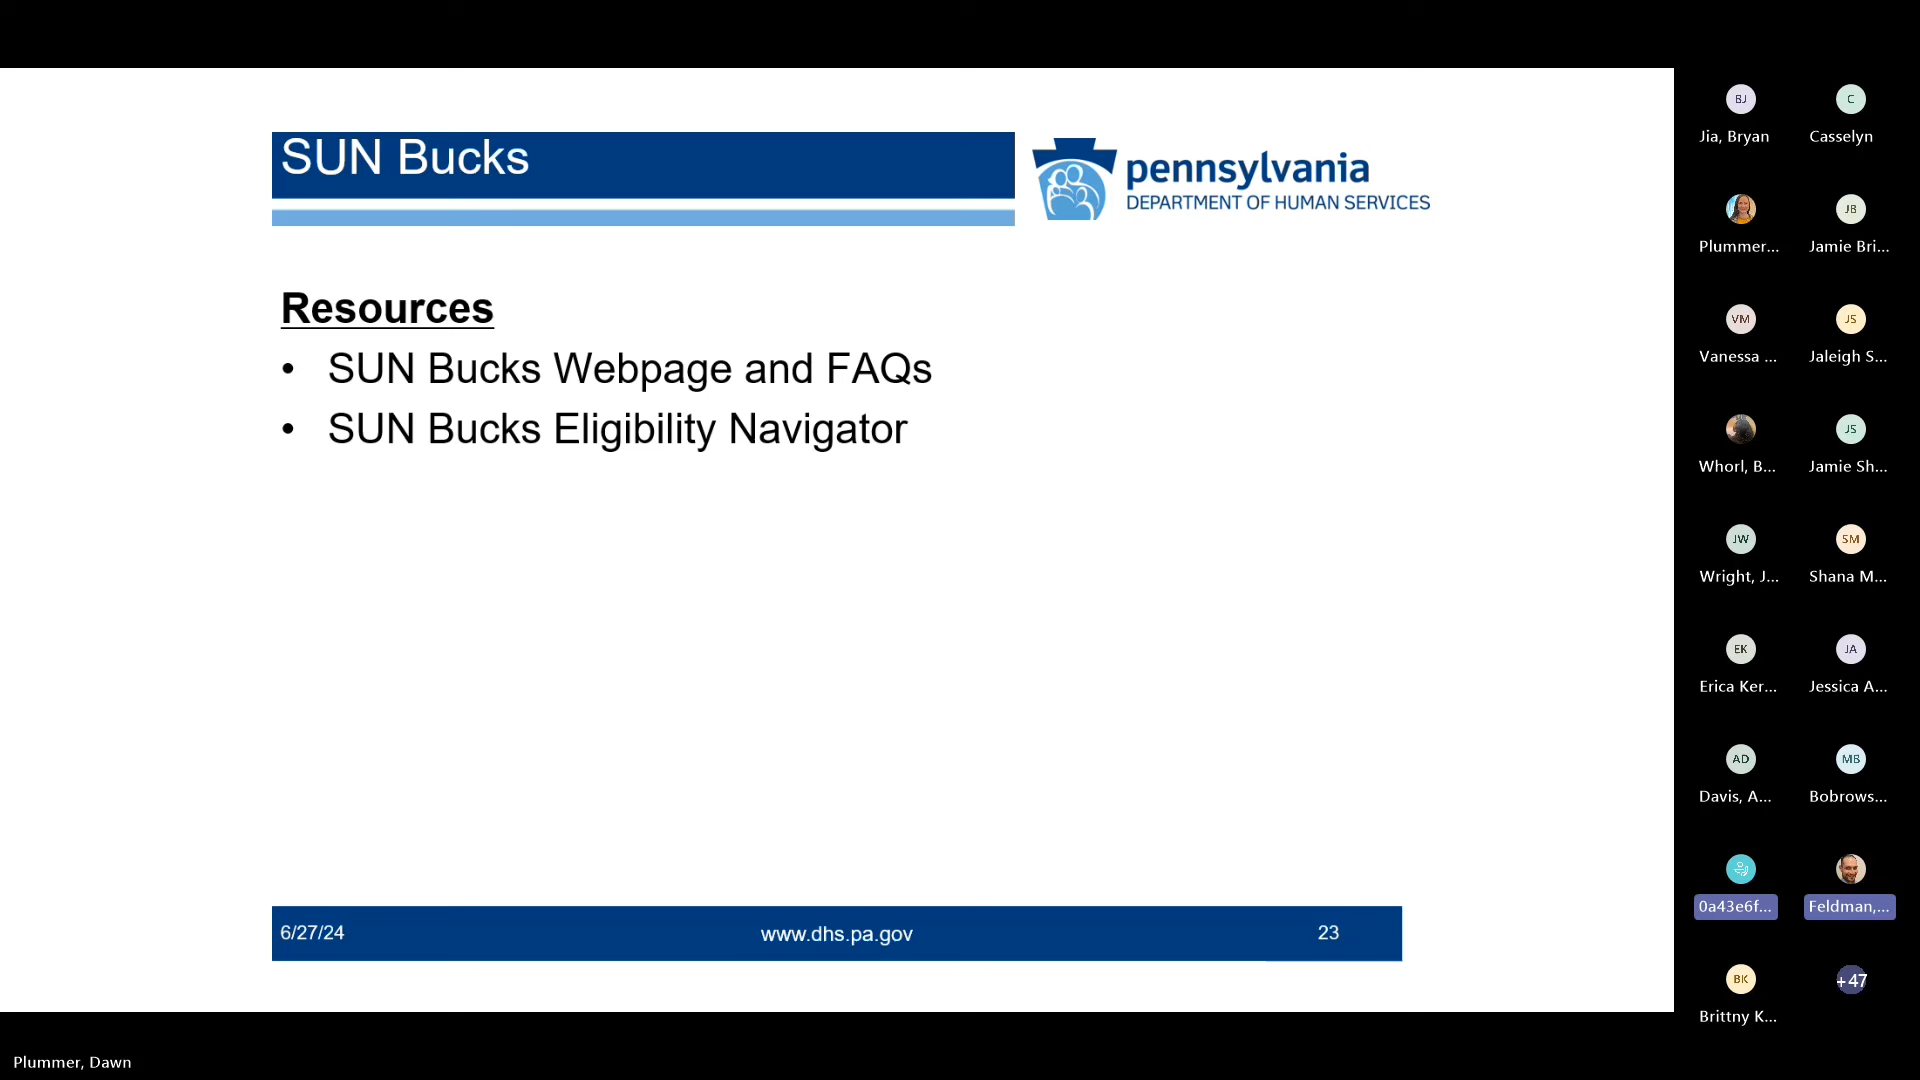 SUN Bucks
pennsylvania
DEPARTMENT OF HUMAN SERVICES
Resources
• SUN Bucks Webpage and FAQs
• SUN Bucks Eligibility Navigator
6/27/24
www.dhs.pa.gov
23
BJ
C
Jia, Bryan
Casselyn
JB
Plummer...
Jamie Bri...
VM
JS
Vanessa ...
Jaleigh S...
JS
Whorl, B...
Jamie Sh...
JW
SM
Wright, J...
Shana M...
EK
JA
Erica Ker...
Jessica A...
AD
MB
Davis, A...
Bobrows...
0a43e6f...
Feldman,...
BK
+47
Brittny K...
Plummer, Dawn